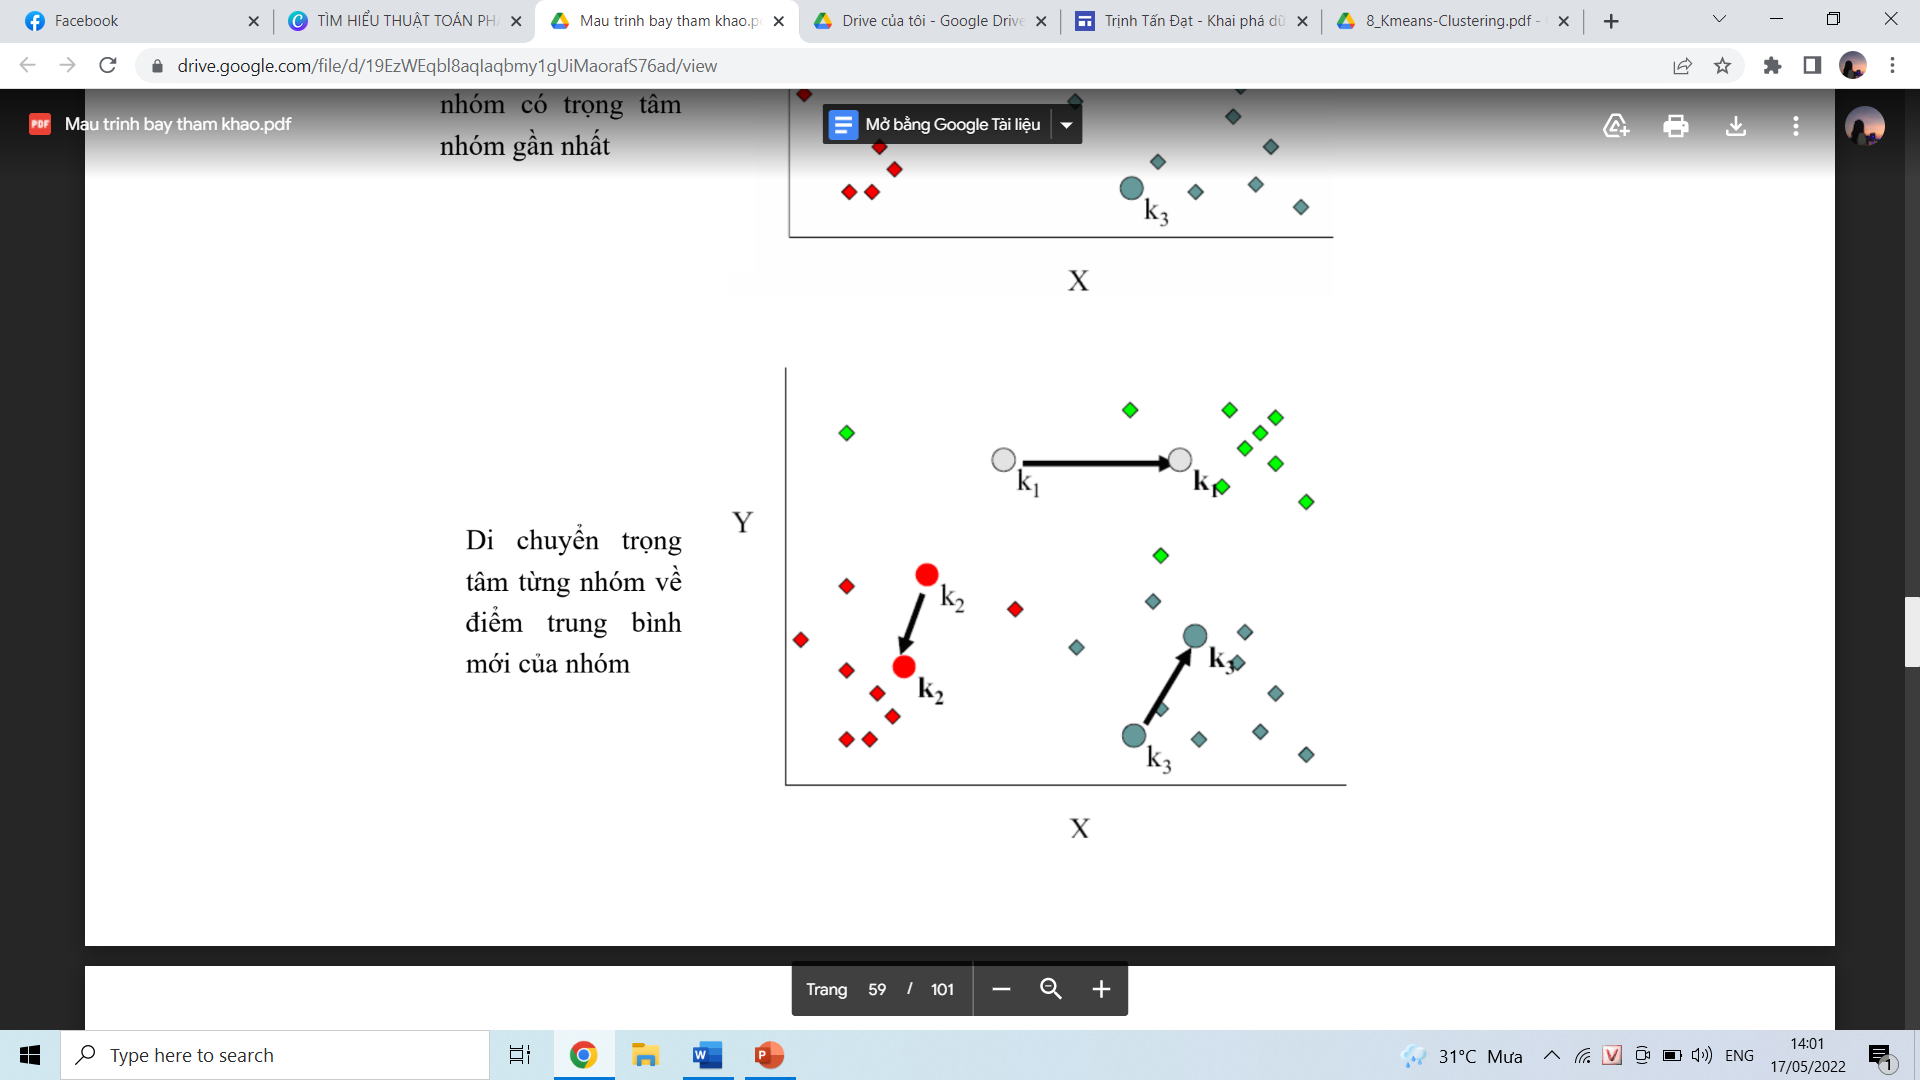 Facebook
TÌM HIỂU THUẬT TOÁN PH
Mau trinh bay tham khao.p
Drive của tôi - Google Drive
Trịnh Tấn Đạt - Khai phá dữ
8_Kmeans-Clustering.pdf -
drive.google.com/file/d/19EzWEqbl8aqIaqbmy1gUiMaorafS76ad/view
PDF
Mau trinh bay tham khao.pdf
Mở bằng Google Tài liệu
nhóm có trọng tâm
nhóm gần nhất
k3
X
k1
k1
Y
Di chuyển trọng
tâm từng nhóm về
điểm trung bình
mới của nhóm
k2
k2
k3
k3
X
Trang 59 / 101
Type here to search
W
P
31°C Mưa
V
ENG
14:01
17/05/2022
1